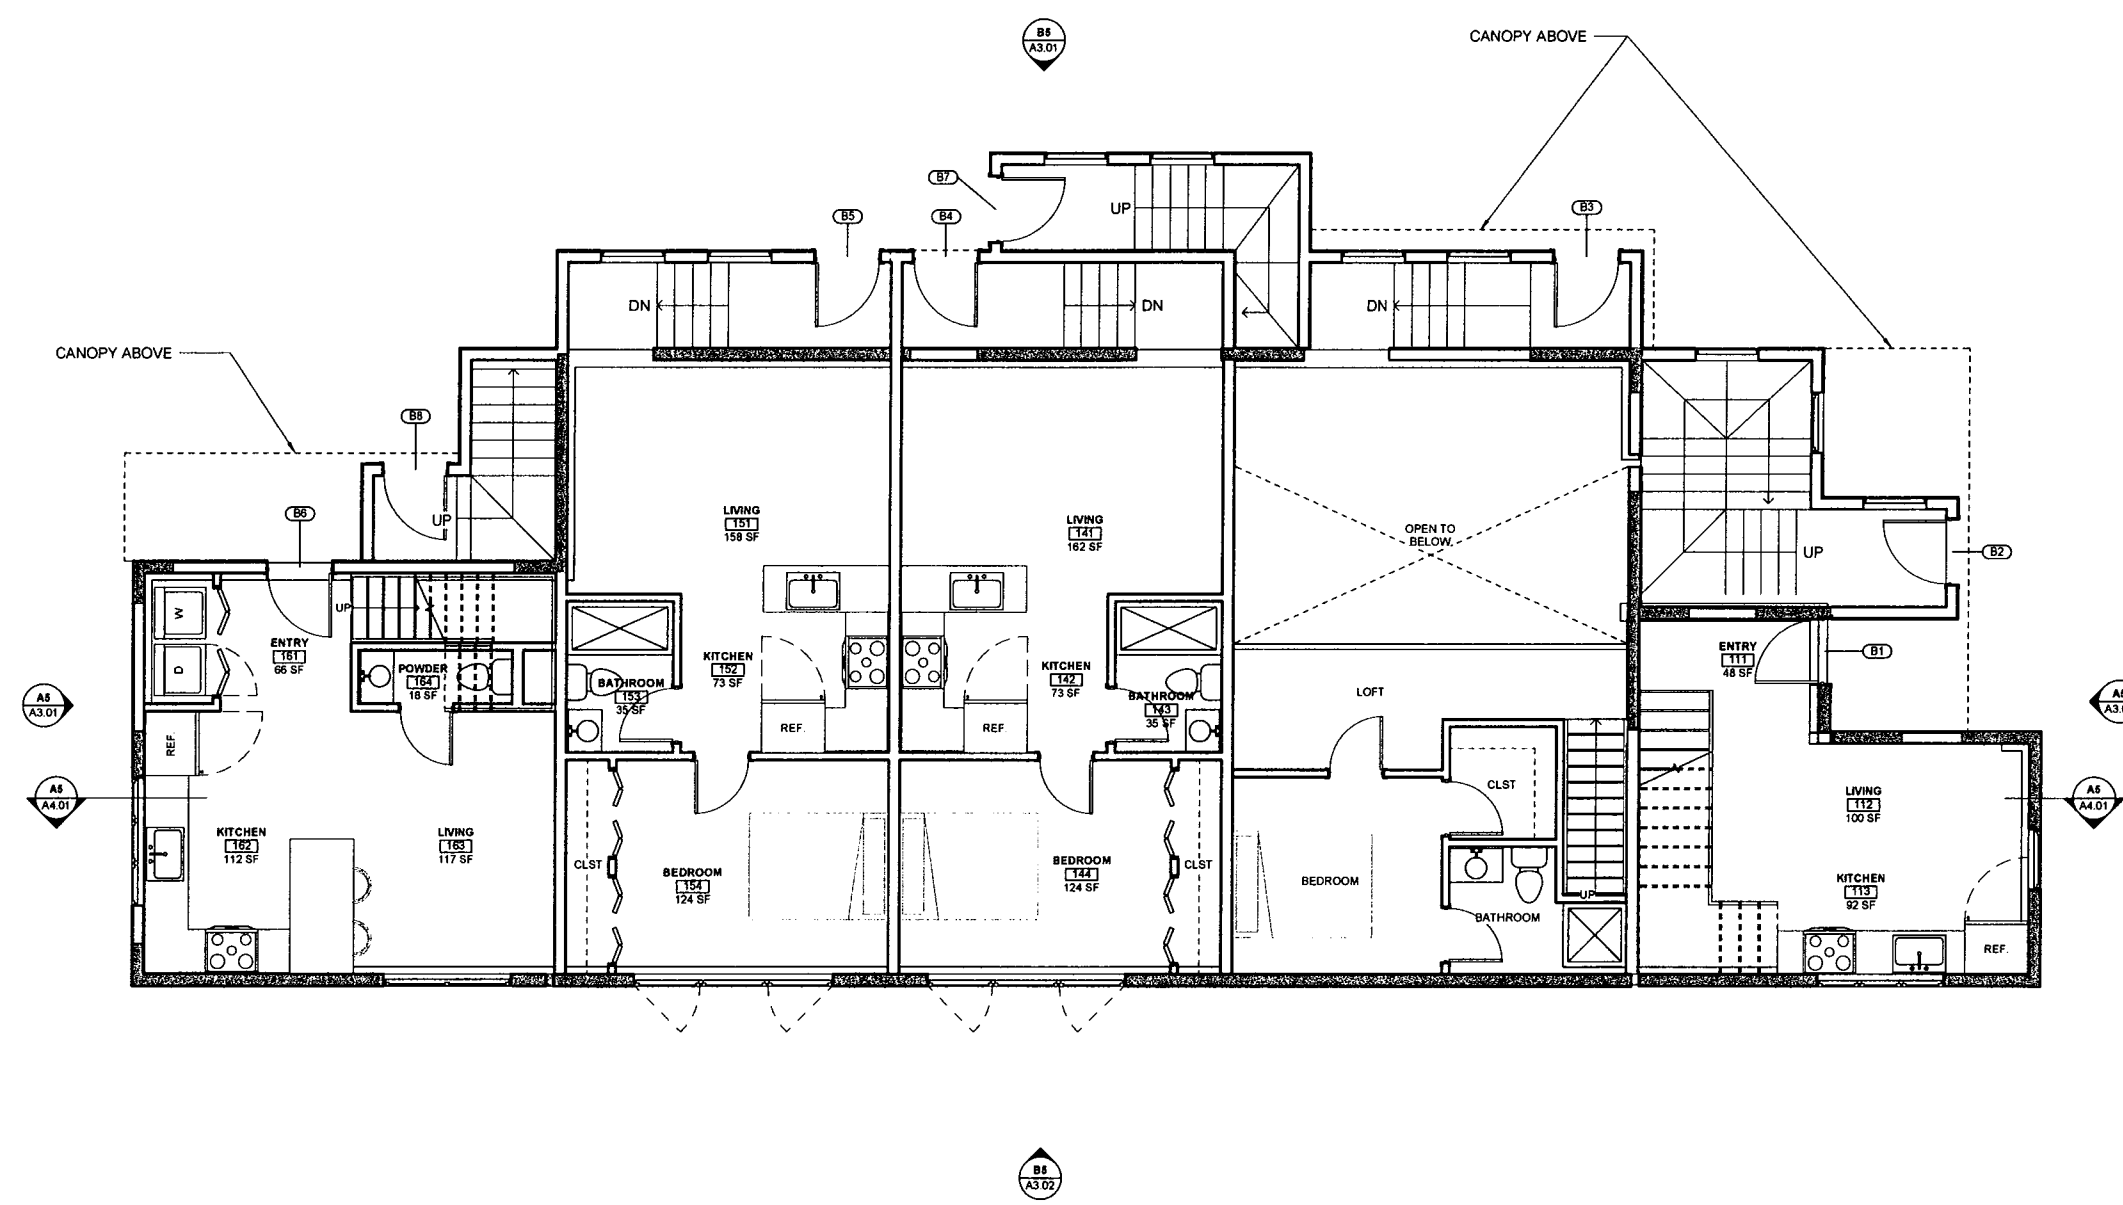 B5
A3.01
CANOPY ABOVE
B7
B5
B4
B3
UP
DN
DN
DN
CANOPY ABOVE
B8
UP
B6
LIVING
151
158 SF
LIVING
141
162 SF
OPEN TO
BELOW
UP
B2
W
D
UP
ENTRY
161
66 SF
POWDER
164
18 SF
BATHROOM
153
35 SF
KITCHEN
152
73 SF
KITCHEN
142
73 SF
BATHROOM
143
35 SF
LOFT
ENTRY
111
48 SF
B1
A5
A3.01
REF.
REF.
REF.
A5
A4.01
CLST
KITCHEN
162
112 SF
LIVING
163
117 SF
CLST
BEDROOM
154
124 SF
BEDROOM
144
124 SF
CLST
BEDROOM
UP
BATHROOM
LIVING
112
100 SF
KITCHEN
113
92 SF
REF.
A5
A4.01
B5
A3.02